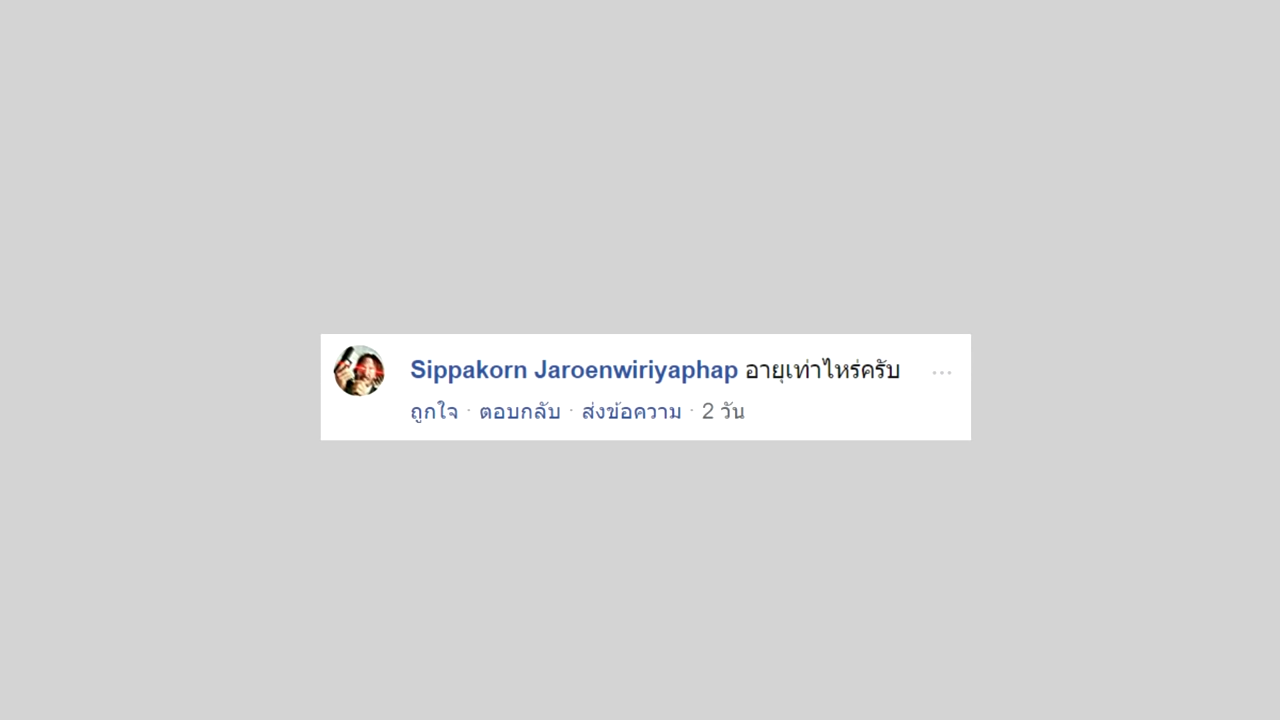 Sippakorn Jaroenwiriyaphap อายุเท่าไหร่ครับ
ถูกใจ · ตอบกลับ · ส่งข้อความ · 2 วัน